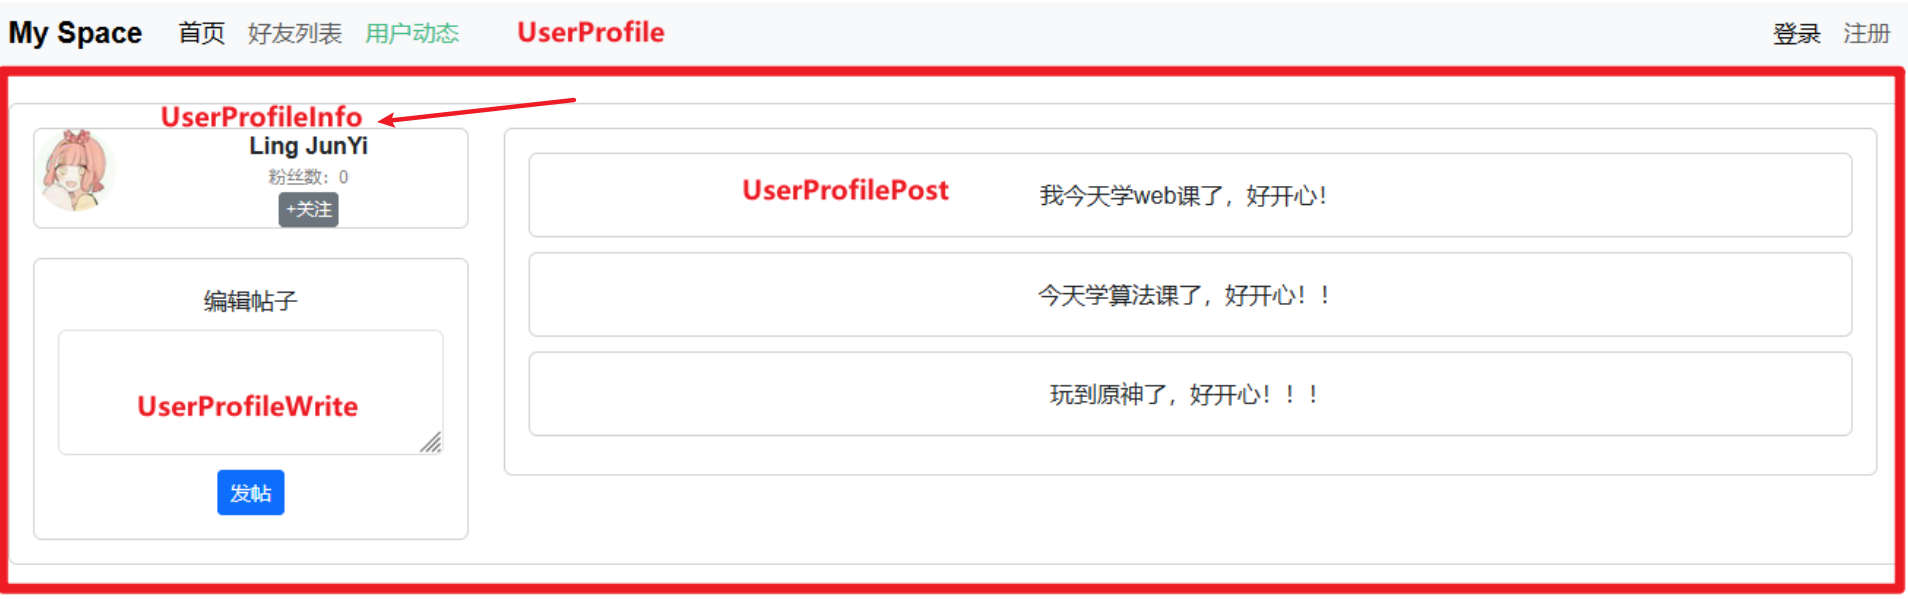 My Space 首页 好友列表 用户动态 UserProfile 登录 注册
UserProfileInfo
Ling JunYi
粉丝数：0
+关注
编辑帖子
UserProfileWrite
发帖
UserProfilePost 我今天学web课了，好开心！
今天学算法课了，好开心！！
玩到原神了，好开心！！！